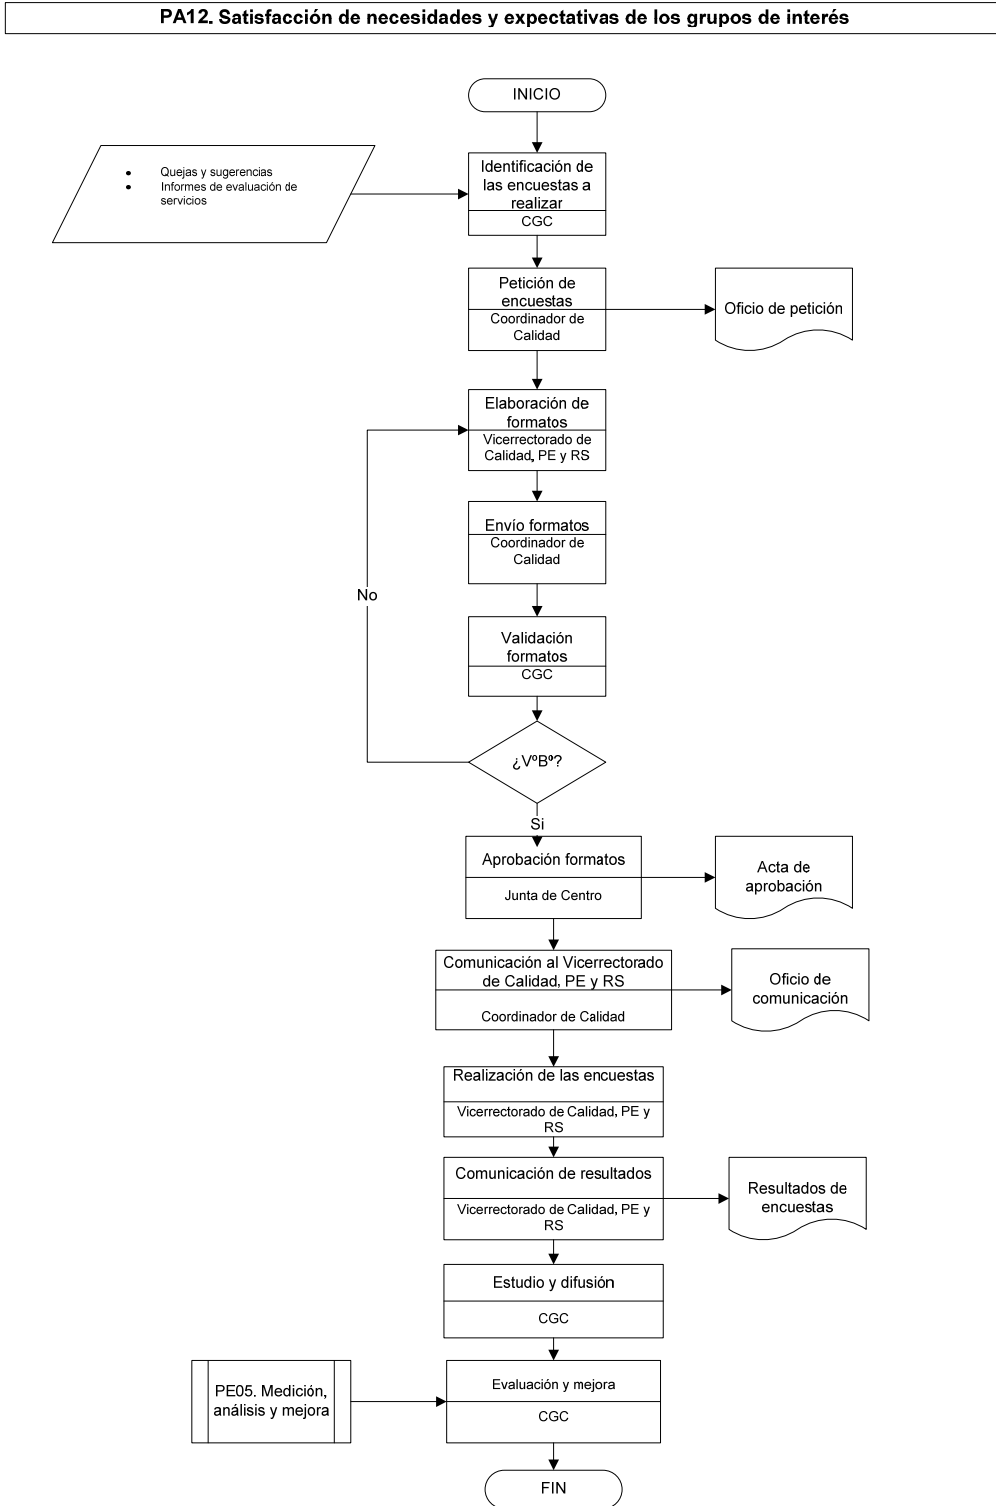 PA12. Satisfacción de necesidades y expectativas de los grupos de interés
INICIO
• Quejas y sugerencias
• Informes de evaluación de
servicios
Identificación de
las encuestas a
realizar
CGC
Petición de
encuestas
Coordinador de
Calidad
Oficio de petición
Elaboración de
formatos
Vicerrectorado de
Calidad, PE y RS
Envío formatos
Coordinador de
Calidad
No
Validación
formatos
CGC
¿VºBº?
Si
Aprobación formatos
Junta de Centro
Acta de
aprobación
Comunicación al Vicerrectorado
de Calidad, PE y RS
Coordinador de Calidad
Oficio de
comunicación
Realización de las encuestas
Vicerrectorado de Calidad, PE y
RS
Comunicación de resultados
Vicerrectorado de Calidad, PE y
RS
Resultados de
encuestas
Estudio y difusión
CGC
PE05. Medición,
análisis y mejora
Evaluación y mejora
CGC
FIN